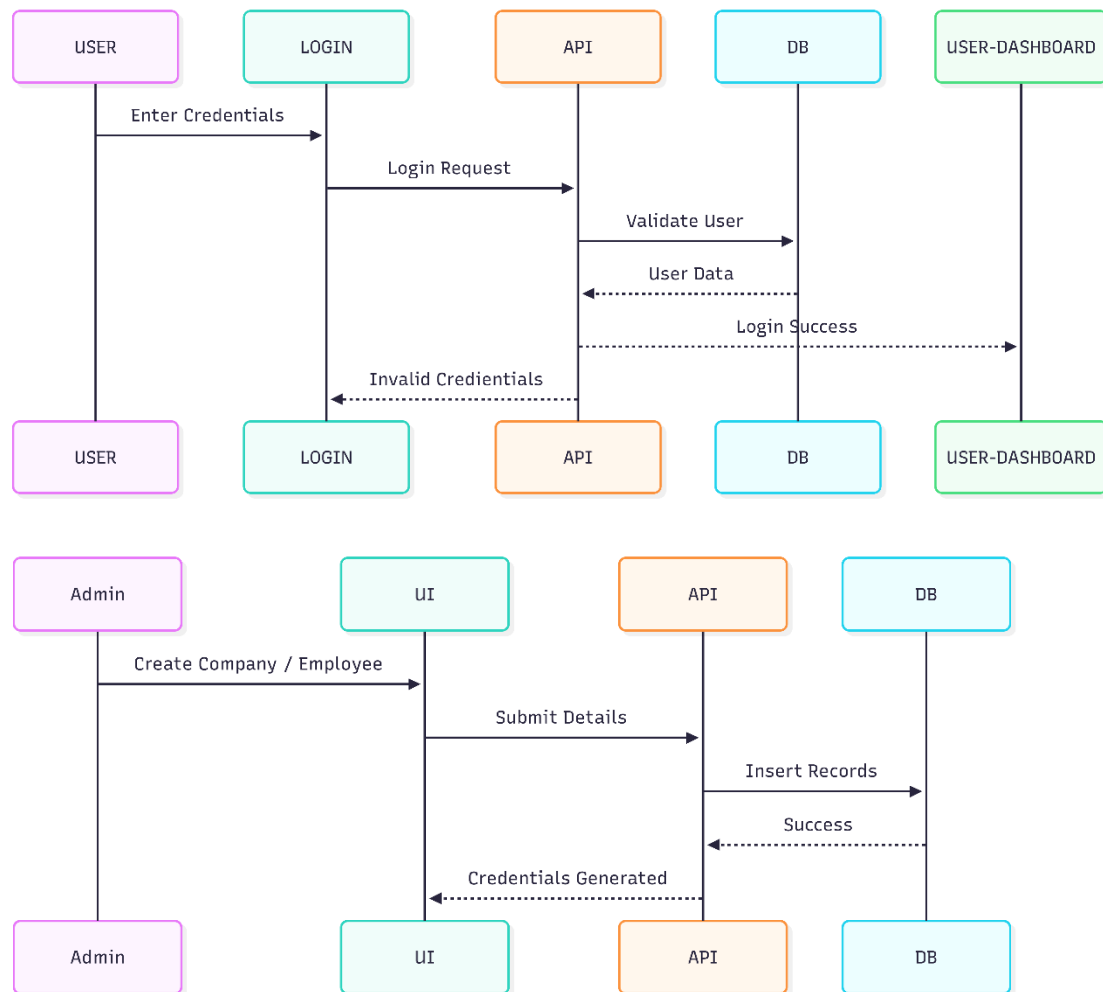 USER
LOGIN
API
DB
USER-DASHBOARD
Enter Credentials
Login Request
Validate User
User Data
Login Success
Invalid Credientials
USER
LOGIN
API
DB
USER-DASHBOARD
Admin
UI
API
DB
Create Company / Employee
Submit Details
Insert Records
Success
Credentials Generated
Admin
UI
API
DB